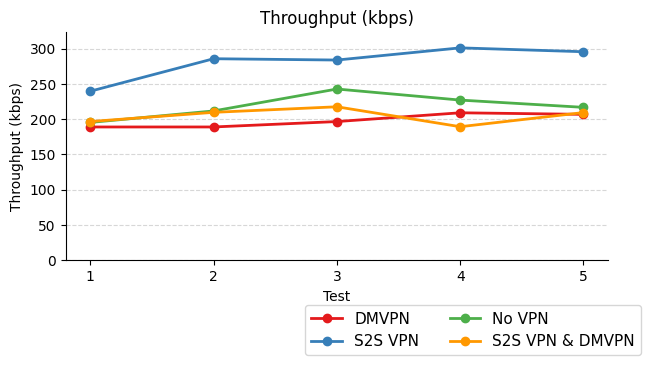 Throughput (kbps)
Throughput (kbps)
300
250
200
150
100
50
0
1 2 3 4 5
Test
DMVPN No VPN
S2S VPN S2S VPN & DMVPN